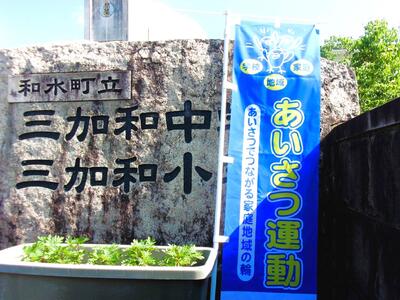 和水町立
三加和中
三加和小
地域
あいさつ運動
あいさつでつながる家庭地域の輪